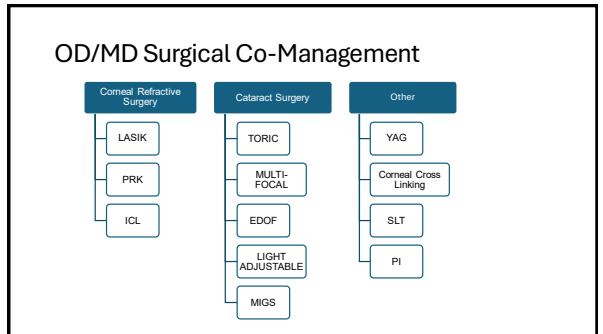 OD/MD Surgical Co-Management
Corneal Refractive
Surgery
LASIK
PRK
ICL
Cataract Surgery
TORIC
MULTI-
FOCAL
EDOF
LIGHT
ADJUSTABLE
MIGS
Other
YAG
Corneal Cross
Linking
SLT
PI